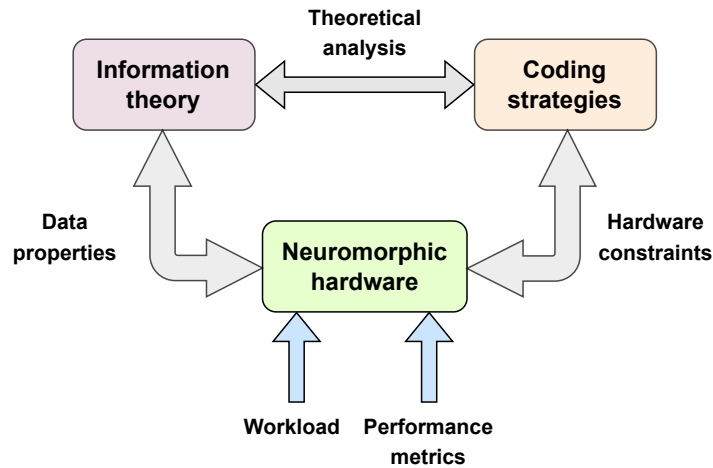 Theoretical
analysis
Information
theory
Coding
strategies
Data
properties
Neuromorphic
hardware
Hardware
constraints
Workload
Performance
metrics